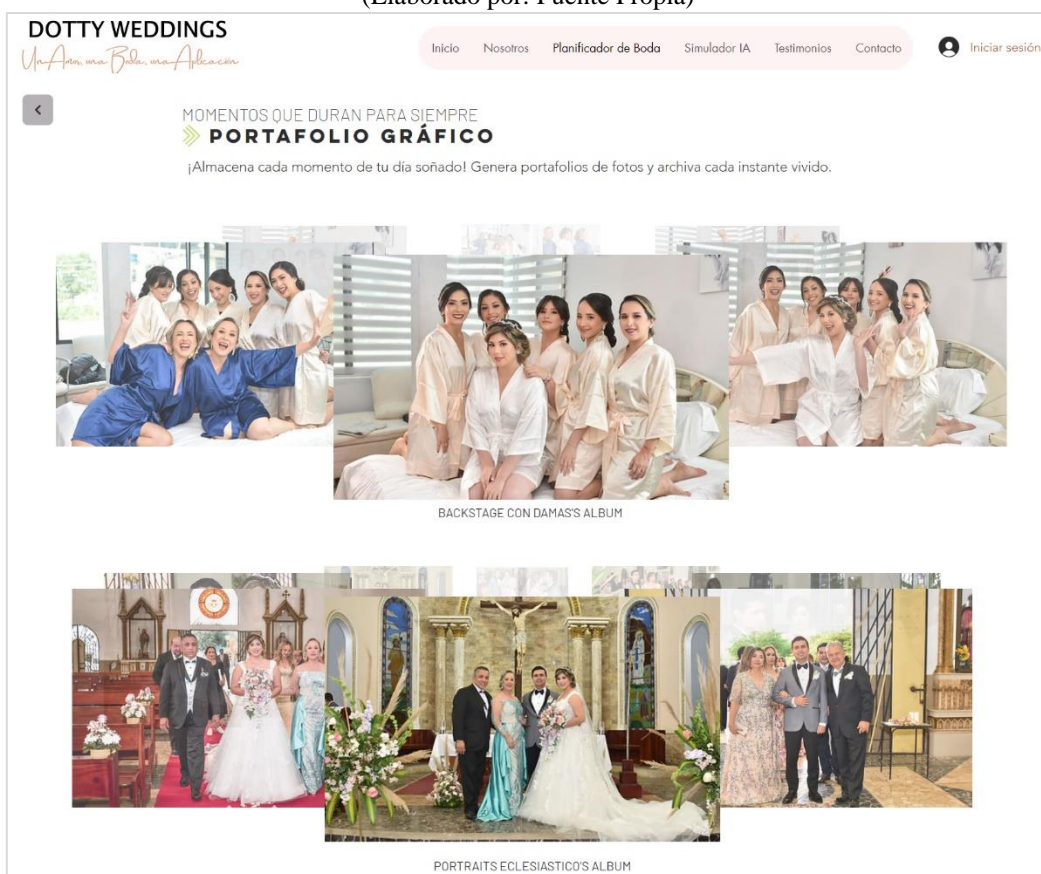 (Elaborado por: Fuente Propia)
DOTTY WEDDINGS
Un Amor, una Boda, una Aplicación
Inicio Nosotros Planificador de Boda Simulador IA Testimonios Contacto Iniciar sesión
MOMENTOS QUE DURAN PARA SIEMPRE
PORTAFOLIO GRÁFICO
¡Almacena cada momento de tu día soñado! Genera portafolios de fotos y archiva cada instante vivido.
BACKSTAGE CON DAMAS'S ALBUM
PORTRAITS ECLESIASTICO'S ALBUM